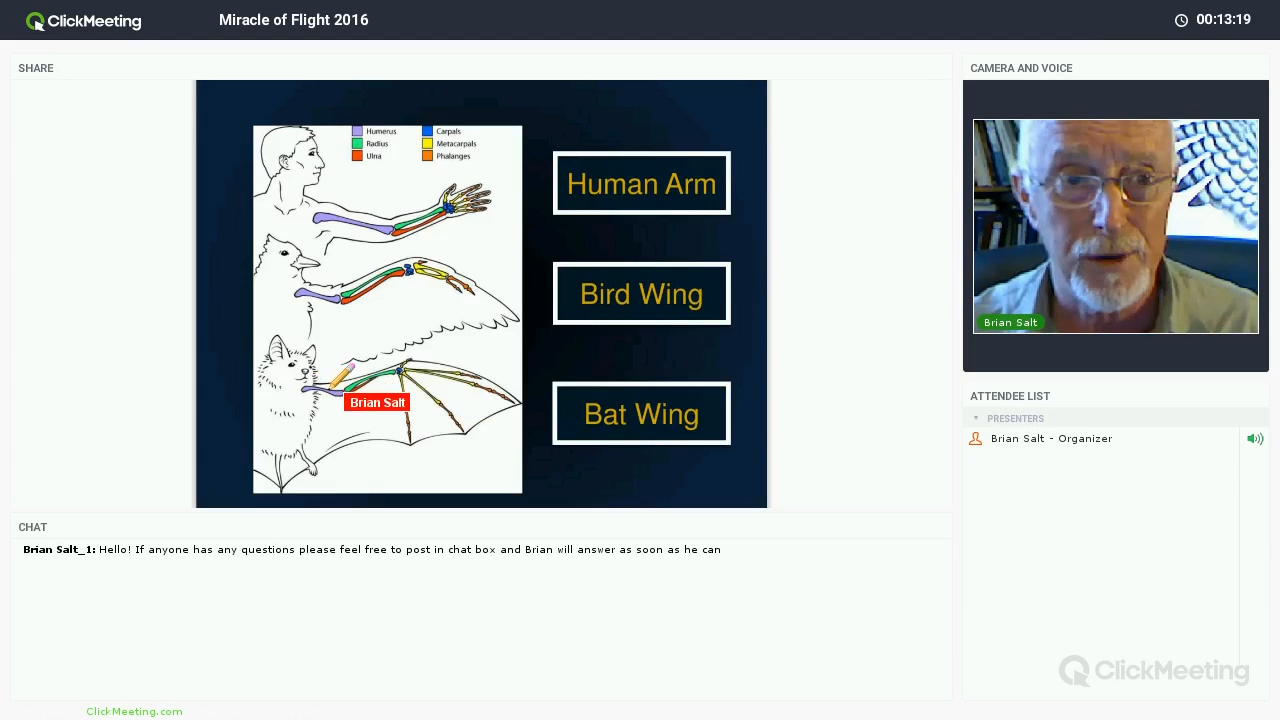 ClickMeeting
Miracle of Flight 2016
00:13:19
SHARE
Humerus
Radius
Ulna
Carpals
Metacarpals
Phalanges
Human Arm
Bird Wing
Bat Wing
Brian Salt
CAMERA AND VOICE
Brian Salt
ATTENDEE LIST
PRESENTERS
Brian Salt - Organizer
CHAT
Brian Salt_1: Hello! If anyone has any questions please feel free to post in chat box and Brian will answer as soon as he can
ClickMeeting
ClickMeeting.com